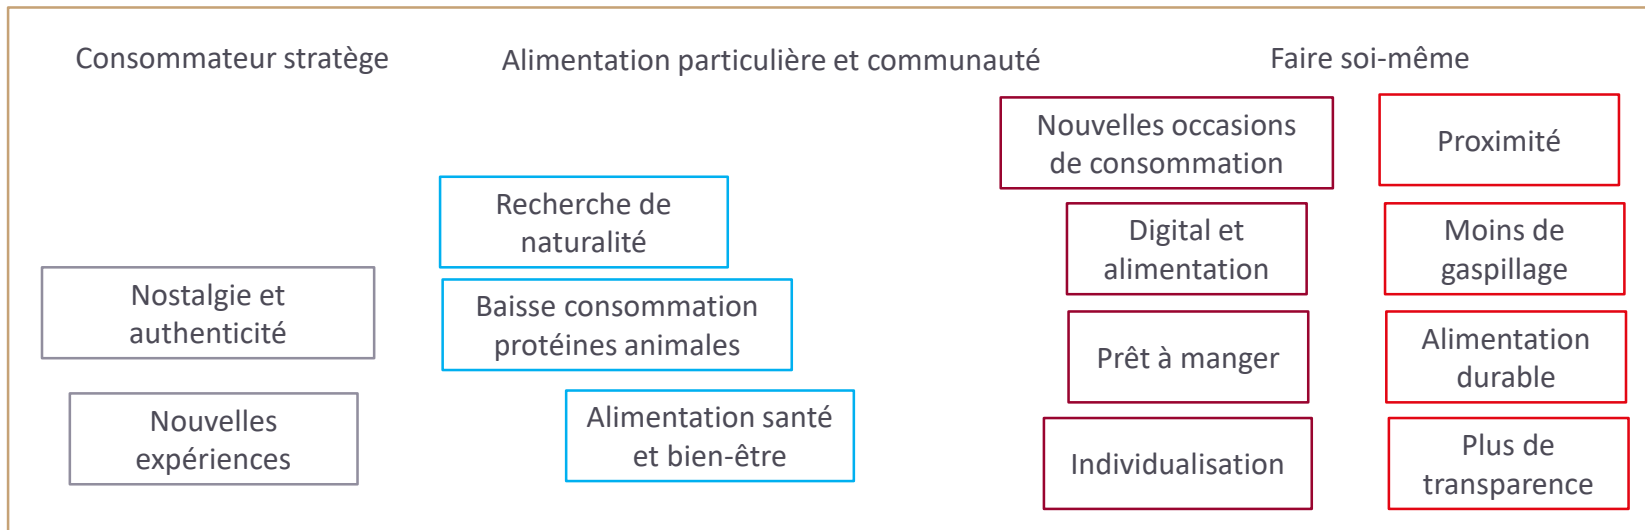 Consommateur stratège
Alimentation particulière et communauté
Faire soi-même
Nouvelles occasions
de consommation
Proximité
Recherche de
naturalité
Digital et
alimentation
Moins de
gaspillage
Nostalgie et
authenticité
Baisse consommation
protéines animales
Prêt à manger
Alimentation
durable
Nouvelles
expériences
Alimentation santé
et bien-être
Individualisation
Plus de
transparence